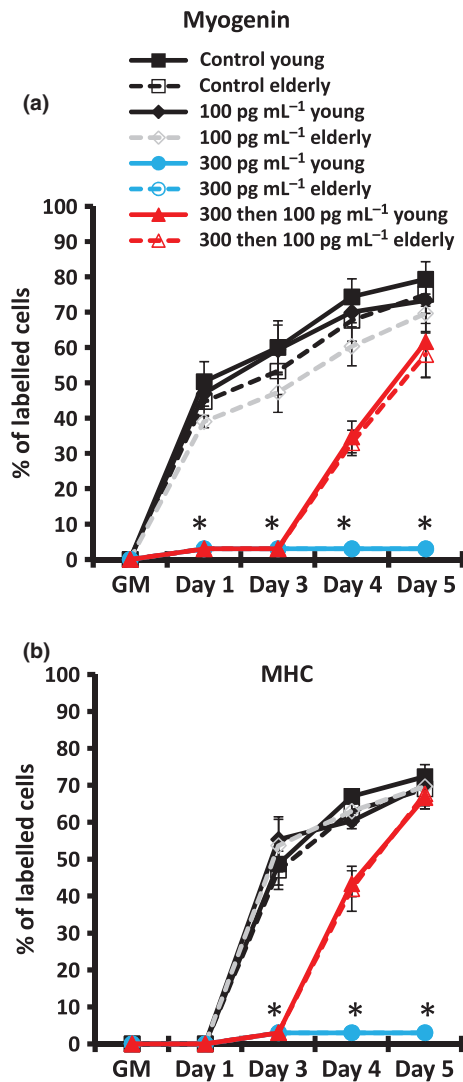 Myogenin
(a)
Control young
Control elderly
100 pg mL⁻¹ young
100 pg mL⁻¹ elderly
300 pg mL⁻¹ young
300 pg mL⁻¹ elderly
300 then 100 pg mL⁻¹ young
300 then 100 pg mL⁻¹ elderly
% of labelled cells
100
90
80
70
60
50
40
30
20
10
0
* * * *
GM Day 1 Day 3 Day 4 Day 5
(b)
MHC
% of labelled cells
100
90
80
70
60
50
40
30
20
10
0
* * *
GM Day 1 Day 3 Day 4 Day 5